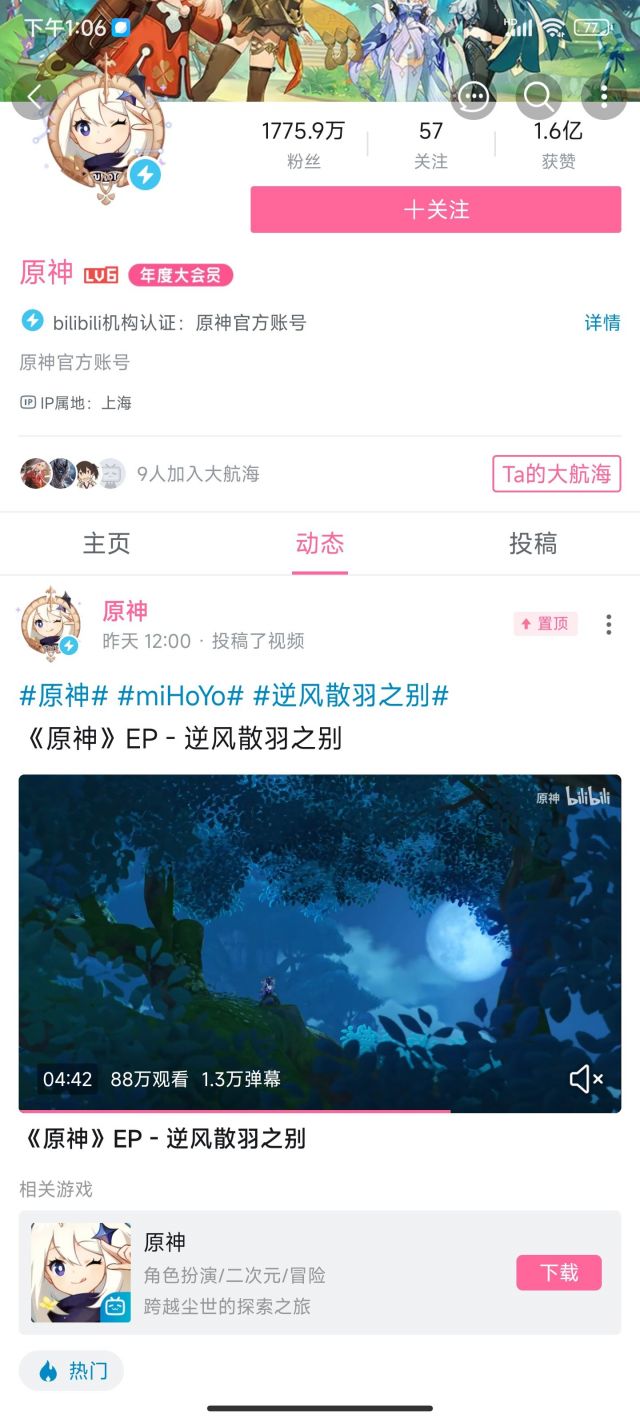 下午1:06
HD
77
1775.9万
57
1.6亿
粉丝
关注
获赞
十关注
原神 LV6 年度大会员
bilibili机构认证：原神官方账号
详情
原神官方账号
IP IP属地：上海
9人加入大航海
Ta的大航海
主页
动态
投稿
原神
置顶
昨天 12:00 · 投稿了视频
#原神# #miHoYo# #逆风散羽之别#
《原神》EP - 逆风散羽之别
原神 bilibili
04:42 88万观看 1.3万弹幕
《原神》EP - 逆风散羽之别
相关游戏
原神
角色扮演/二次元/冒险
下载
跨越尘世的探索之旅
热门